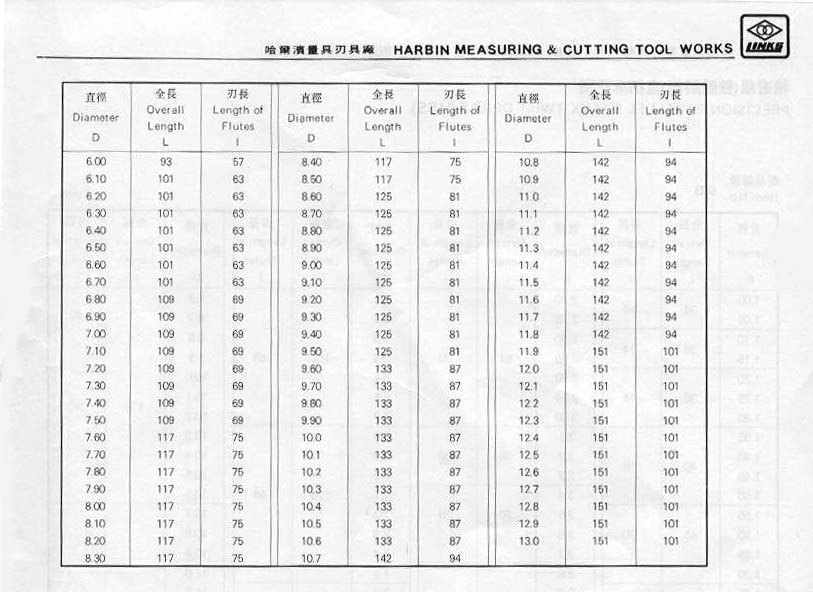 哈爾濱量具刃具廠 HARBIN MEASURING & CUTTING TOOL WORKS LINKS
直徑 全長 刃長 直徑 全長 刃長 直徑 全長 刃長
Diameter Overall Length of Diameter Overall Length of Diameter Overall Length of
Length Flutes Length Flutes Length Flutes
D L l D L l D L l
6.00 93 57 8.40 117 75 10.8 142 94
6.10 101 63 8.50 117 75 10.9 142 94
6.20 101 63 8.60 125 81 11.0 142 94
6.30 101 63 8.70 125 81 11.1 142 94
6.40 101 63 8.80 125 81 11.2 142 94
6.50 101 63 8.90 125 81 11.3 142 94
6.60 101 63 9.00 125 81 11.4 142 94
6.70 101 63 9.10 125 81 11.5 142 94
6.80 109 69 9.20 125 81 11.6 142 94
6.90 109 69 9.30 125 81 11.7 142 94
7.00 109 69 9.40 125 81 11.8 142 94
7.10 109 69 9.50 125 81 11.9 151 101
7.20 109 69 9.60 133 87 12.0 151 101
7.30 109 69 9.70 133 87 12.1 151 101
7.40 109 69 9.80 133 87 12.2 151 101
7.50 109 69 9.90 133 87 12.3 151 101
7.60 117 75 10.0 133 87 12.4 151 101
7.70 117 75 10.1 133 87 12.5 151 101
7.80 117 75 10.2 133 87 12.6 151 101
7.90 117 75 10.3 133 87 12.7 151 101
8.00 117 75 10.4 133 87 12.8 151 101
8.10 117 75 10.5 133 87 12.9 151 101
8.20 117 75 10.6 133 87 13.0 151 101
8.30 117 75 10.7 142 94